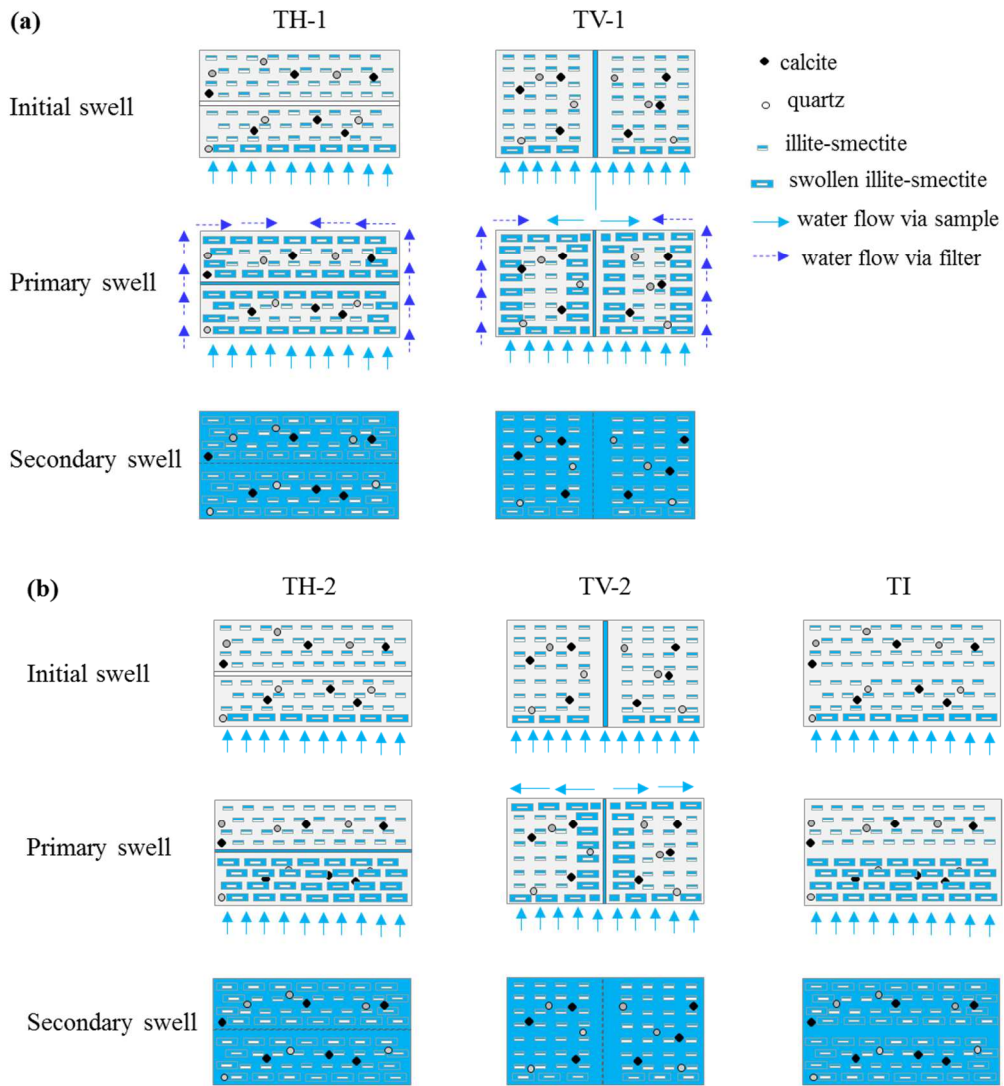 (a)
TH-1
TV-1
Initial swell
Primary swell
Secondary swell
calcite
quartz
illite-smectite
swollen illite-smectite
water flow via sample
water flow via filter
(b)
TH-2
TV-2
TI
Initial swell
Primary swell
Secondary swell